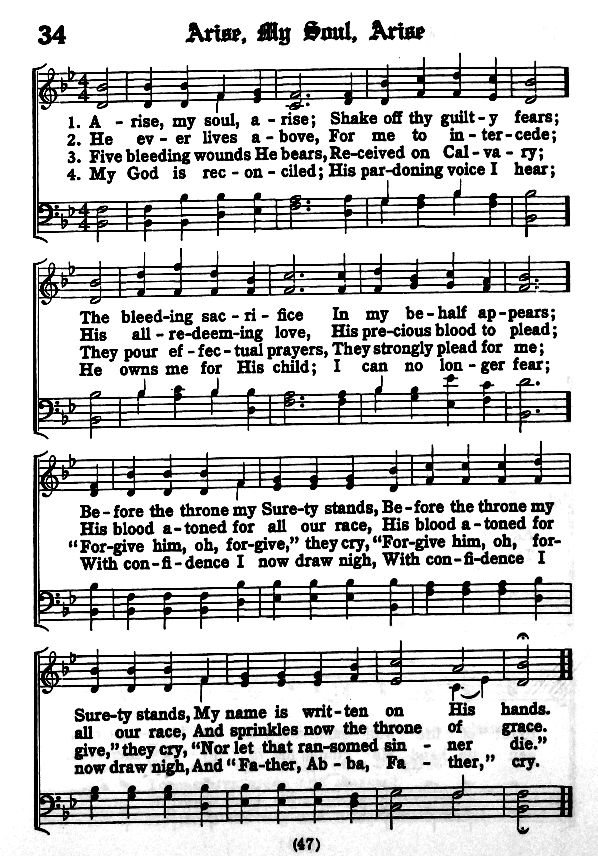 34 Arise, My Soul, Arise
1. A - rise, my soul, a - rise; Shake off thy guilt - y fears;
2. He ev - er lives a - bove, For me to in - ter - cede;
3. Five bleeding wounds He bears, Re-ceived on Cal - va - ry;
4. My God is rec - on - ciled; His par-doning voice I hear;
The bleed-ing sac - ri - fice In my be - half ap - pears;
His all - re-deem-ing love, His pre-cious blood to plead;
They pour ef - fec - tual prayers, They strongly plead for me;
He owns me for His child; I can no lon - ger fear;
Be - fore the throne my Sure-ty stands, Be - fore the throne my
His blood a - toned for all our race, His blood a - toned for
"For-give him, oh, for-give," they cry, "For-give him, oh, for-
With con - fi - dence I now draw nigh, With con - fi - dence I
Sure-ty stands, My name is writ - ten on His hands.
all our race, And sprinkles now the throne of grace.
give," they cry, "Nor let that ran-somed sin - ner die."
now draw nigh, And "Fa-ther, Ab - ba, Fa - ther," cry.
(47)